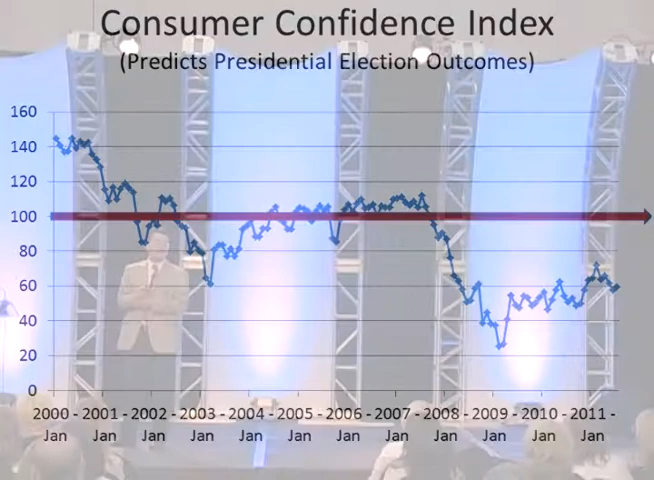 Consumer Confidence Index
(Predicts Presidential Election Outcomes)
160
140
120
100
80
60
40
20
0
2000 - 2001 - 2002 - 2003 - 2004 - 2005 - 2006 - 2007 - 2008 - 2009 - 2010 - 2011 -
Jan Jan Jan Jan Jan Jan Jan Jan Jan Jan Jan Jan